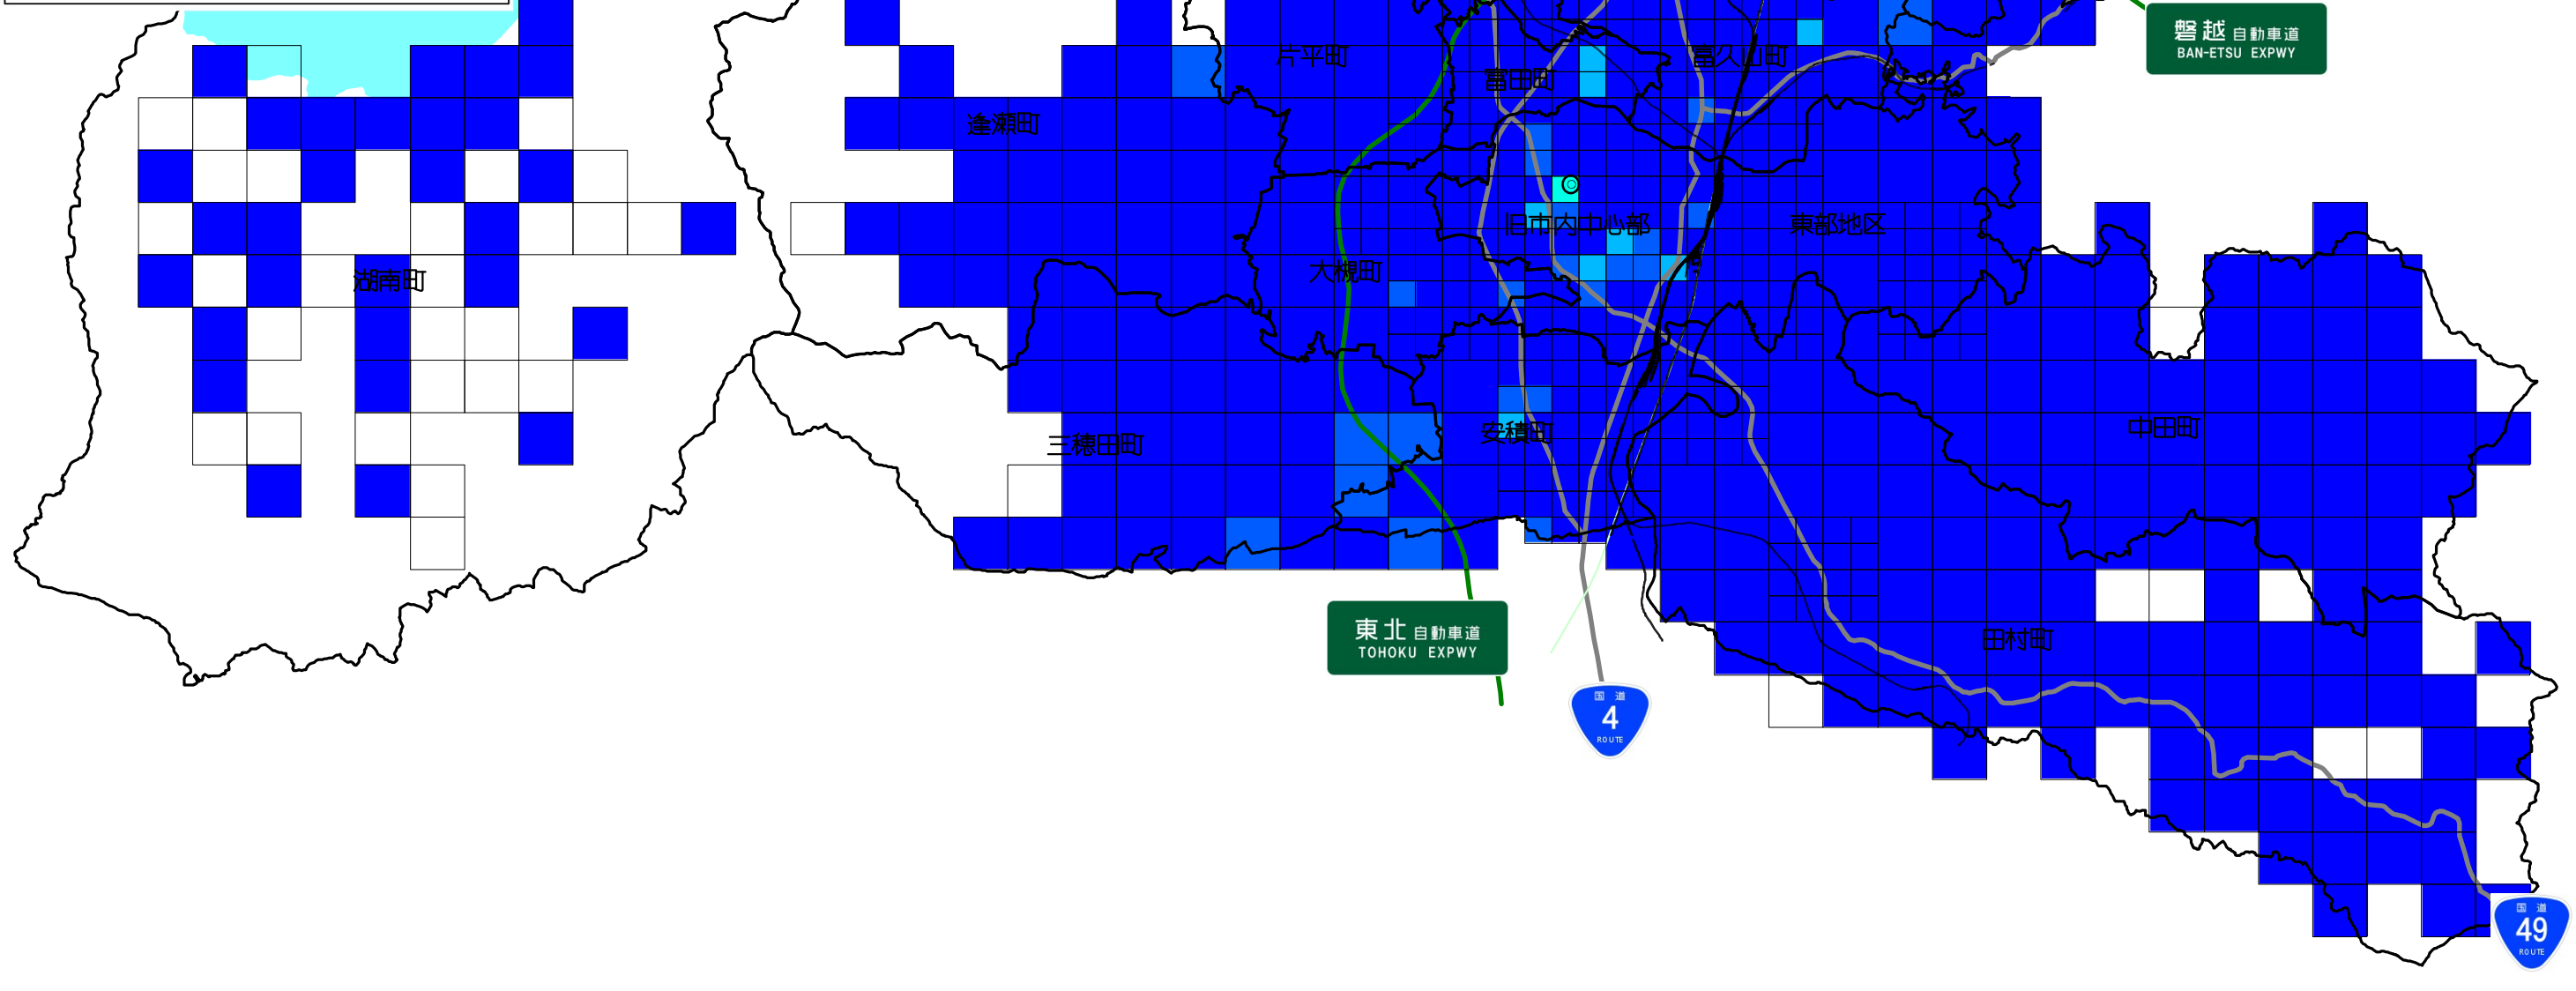 磐越 自動車道
BAN-ETSU EXPWY
片平町
富田町
富久山町
逢瀬町
旧市内中心部
東部地区
大槻町
湖南町
三穂田町
安積町
中田町
東北 自動車道
TOHOKU EXPWY
田村町
国道
4
ROUTE
国道
49
ROUTE